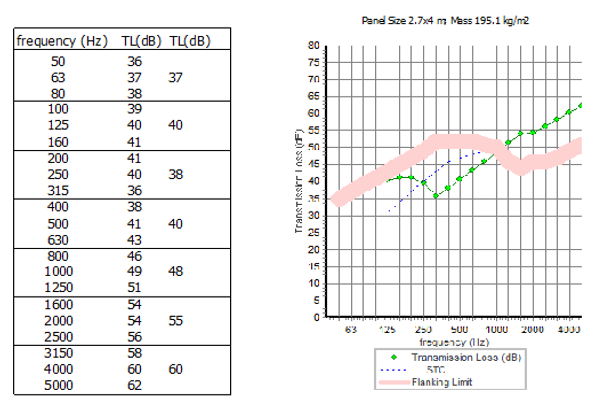 frequency (Hz) TL(dB) TL(dB)
50 36
63 37 37
80 38
100 39
125 40 40
160 41
200 41
250 40 38
315 36
400 38
500 41 40
630 43
800 46
1000 49 48
1250 51
1600 54
2000 54 55
2500 56
3150 58
4000 60 60
5000 62
Panel Size 2.7x4 m; Mass 195.1 kg/m2
Transmission Loss (dB)
80
75
70
65
60
55
50
45
40
35
30
25
20
15
10
5
0
63 125 250 500 1000 2000 4000
frequency (Hz)
Transmission Loss (dB)
STC
Flanking Limit